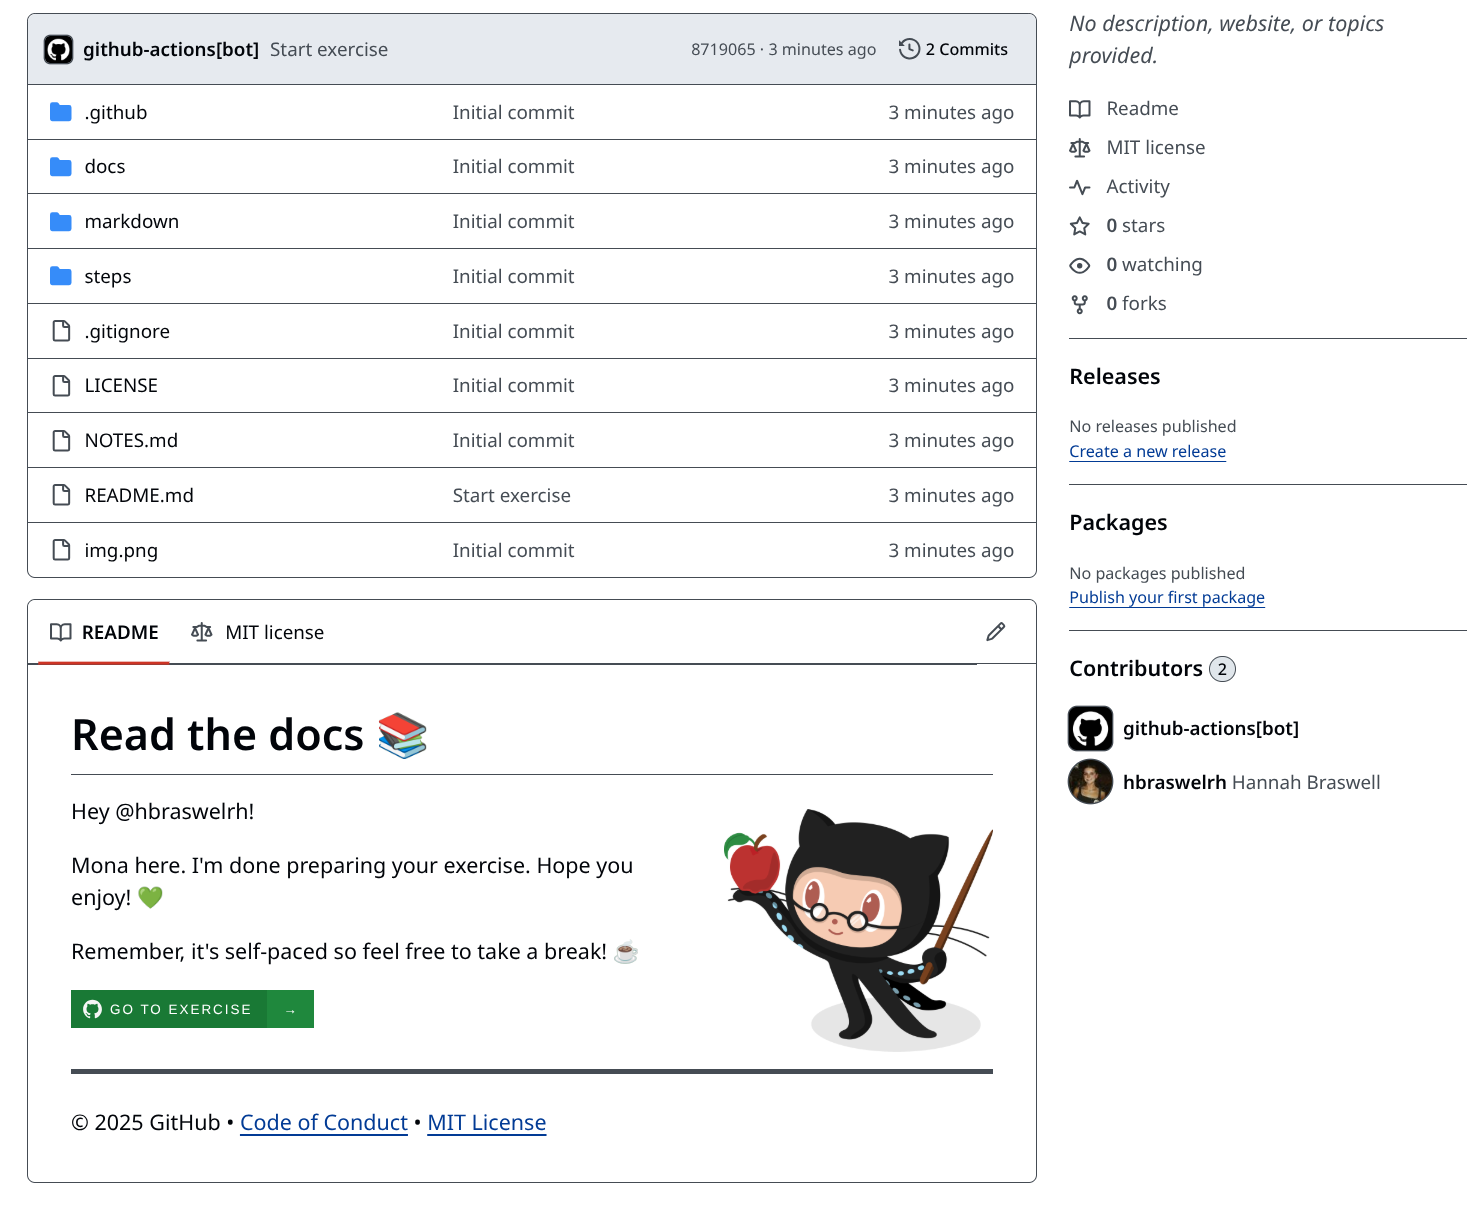 github-actions[bot] Start exercise 8719065 · 3 minutes ago 2 Commits
.github Initial commit 3 minutes ago
docs Initial commit 3 minutes ago
markdown Initial commit 3 minutes ago
steps Initial commit 3 minutes ago
.gitignore Initial commit 3 minutes ago
LICENSE Initial commit 3 minutes ago
NOTES.md Initial commit 3 minutes ago
README.md Start exercise 3 minutes ago
img.png Initial commit 3 minutes ago
README MIT license
Read the docs 📚
Hey @hbraswelrh!
Mona here. I'm done preparing your exercise. Hope you
enjoy! 💚
Remember, it's self-paced so feel free to take a break! ☕
GO TO EXERCISE →
© 2025 GitHub • Code of Conduct • MIT License
No description, website, or topics
provided.
Readme
MIT license
Activity
0 stars
0 watching
0 forks
Releases
No releases published
Create a new release
Packages
No packages published
Publish your first package
Contributors 2
github-actions[bot]
hbraswelrh Hannah Braswell